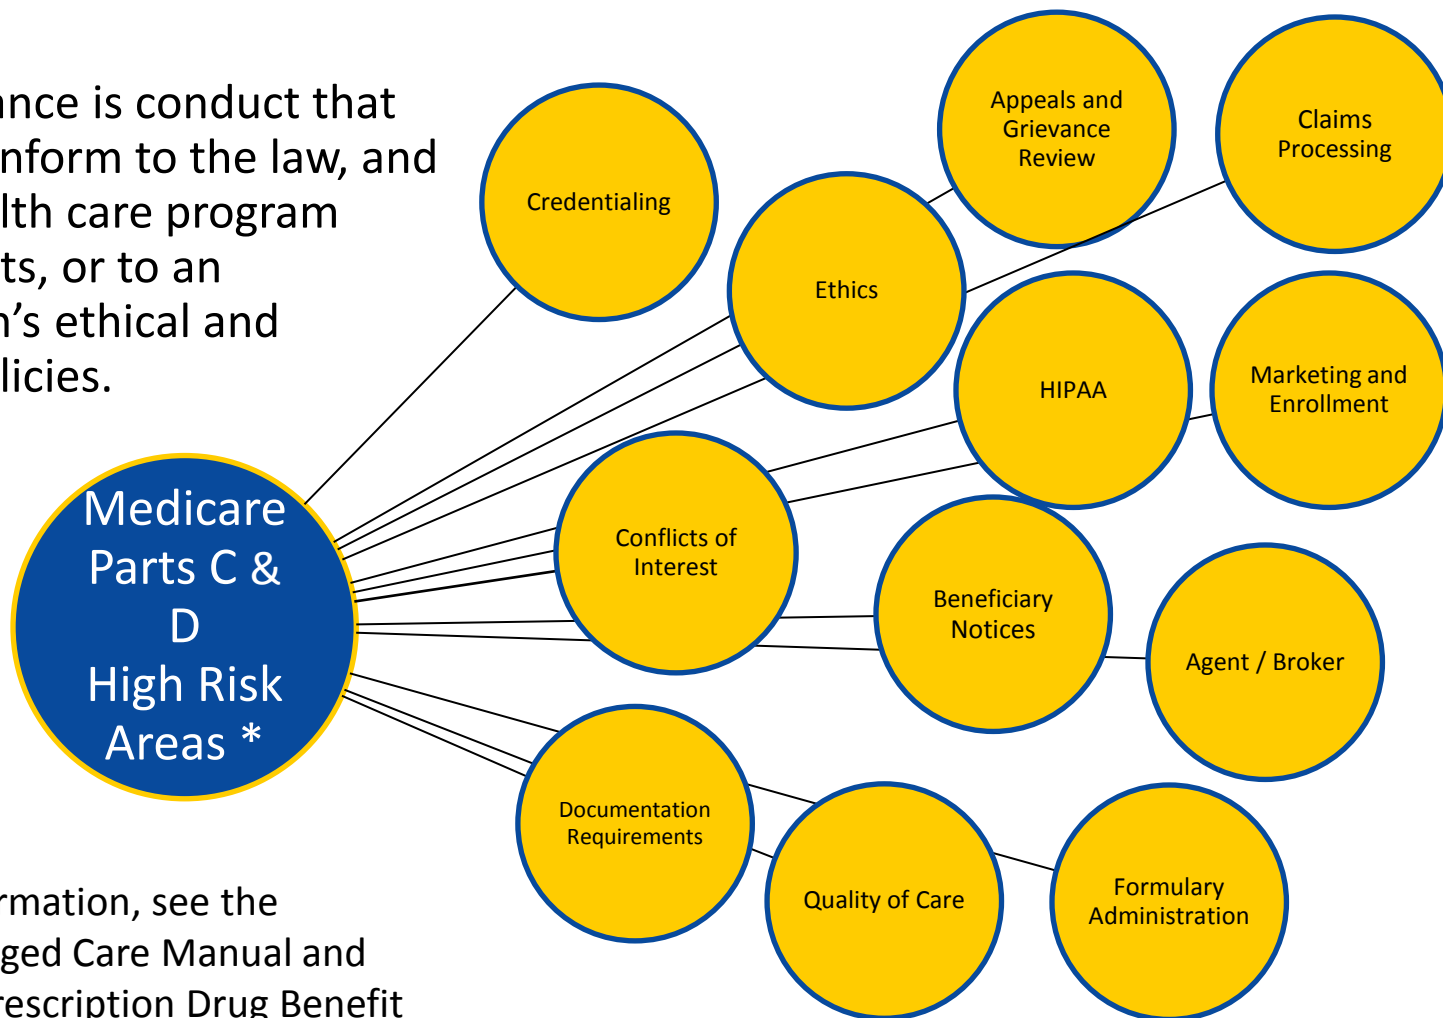 ance is conduct that
nform to the law, and
lth care program
ts, or to an
n’s ethical and
licies.
Credentialing
Appeals and
Grievance
Review
Claims
Processing
Ethics
HIPAA
Marketing and
Enrollment
Medicare
Parts C &
D
High Risk
Areas *
Conflicts of
Interest
Beneficiary
Notices
Agent / Broker
Documentation
Requirements
Quality of Care
Formulary
Administration
rmation, see the
ged Care Manual and
rescription Drug Benefit